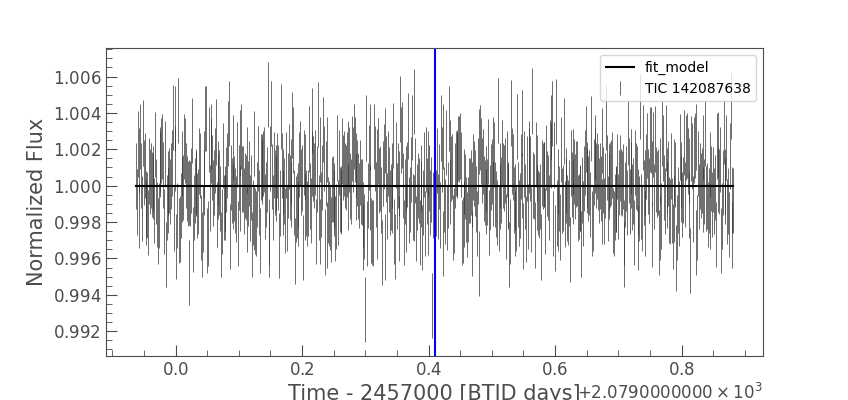 fit_model
TIC 142087638
1.006
1.004
1.002
1.000
0.998
0.996
0.994
0.992
Normalized Flux
0.0 0.2 0.4 0.6 0.8
Time - 2457000 [BTJD days]
+2.0790000000×10³